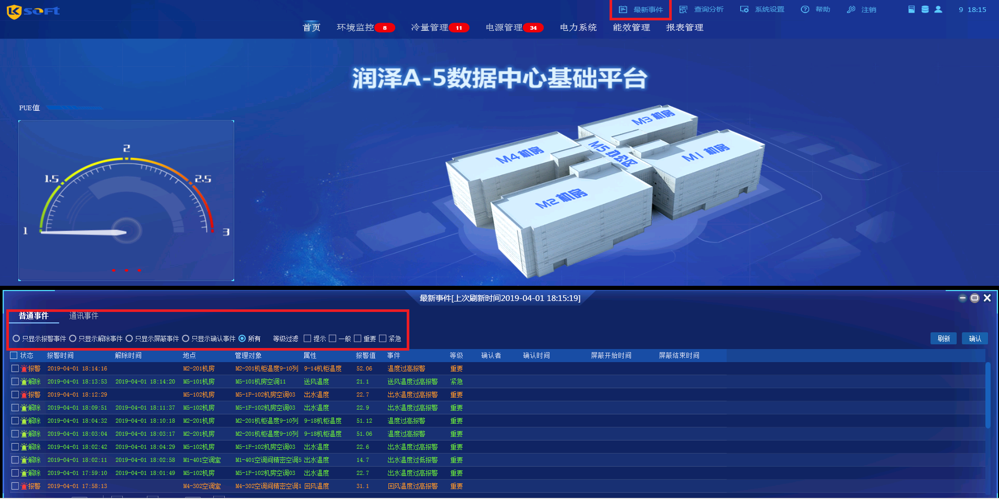 KSOFT
最新事件 查询分析 系统设置 帮助 注销 9 18:15
首页 环境监控 8 冷量管理 11 电源管理 34 电力系统 能效管理 报表管理
润泽A-5数据中心基础平台
PUE值
1 1.5 2 2.5 3
M3 机房
M4 机房
M5 办公区
M1 机房
M2 机房
最新事件[上次刷新时间2019-04-01 18:15:19]
普通事件 通讯事件
只显示报警事件 只显示解除事件 只显示屏蔽事件 只显示确认事件 所有 等级过滤 提示 一般 重要 紧急 刷新 确认
状态 报警时间 解除时间 地点 管理对象 属性 报警值 事件 等级 确认者 确认时间 屏蔽开始时间 屏蔽结束时间
报警 2019-04-01 18:14:16 M2-201机房 M2-201机柜温度9-10列 9-14机柜温度 52.06 温度过高报警 重要
解除 2019-04-01 18:13:53 2019-04-01 18:14:20 M5-101机房 M5-101机房空调11 送风温度 21.1 送风温度过高报警 紧急
报警 2019-04-01 18:12:29 M5-102机房 M5-1F-102机房空调03 出水温度 22.7 出水温度过高报警 重要
解除 2019-04-01 18:09:51 2019-04-01 18:11:37 M5-102机房 M5-1F-102机房空调03 出水温度 22.9 出水温度过高报警 重要
解除 2019-04-01 18:04:32 2019-04-01 18:10:18 M2-201机房 M2-201机柜温度9-10列 9-18机柜温度 51.12 温度过高报警 重要
解除 2019-04-01 18:03:04 2019-04-01 18:03:17 M2-201机房 M2-201机柜温度9-10列 9-18机柜温度 51.06 温度过高报警 重要
解除 2019-04-01 18:02:42 2019-04-01 18:04:29 M5-102机房 M5-1F-102机房空调03 出水温度 22.6 出水温度过高报警 重要
解除 2019-04-01 18:02:11 2019-04-01 18:02:58 M1-401空调室 M1-401空调间精密空调5 出水温度 14.7 出水温度过低报警 重要
解除 2019-04-01 17:59:10 2019-04-01 18:01:49 M5-102机房 M5-1F-102机房空调03 出水温度 22.7 出水温度过高报警 重要
报警 2019-04-01 17:58:13 M4-302空调室 M4-302空调间精密空调1 回风温度 31.1 回风温度过高报警 重要